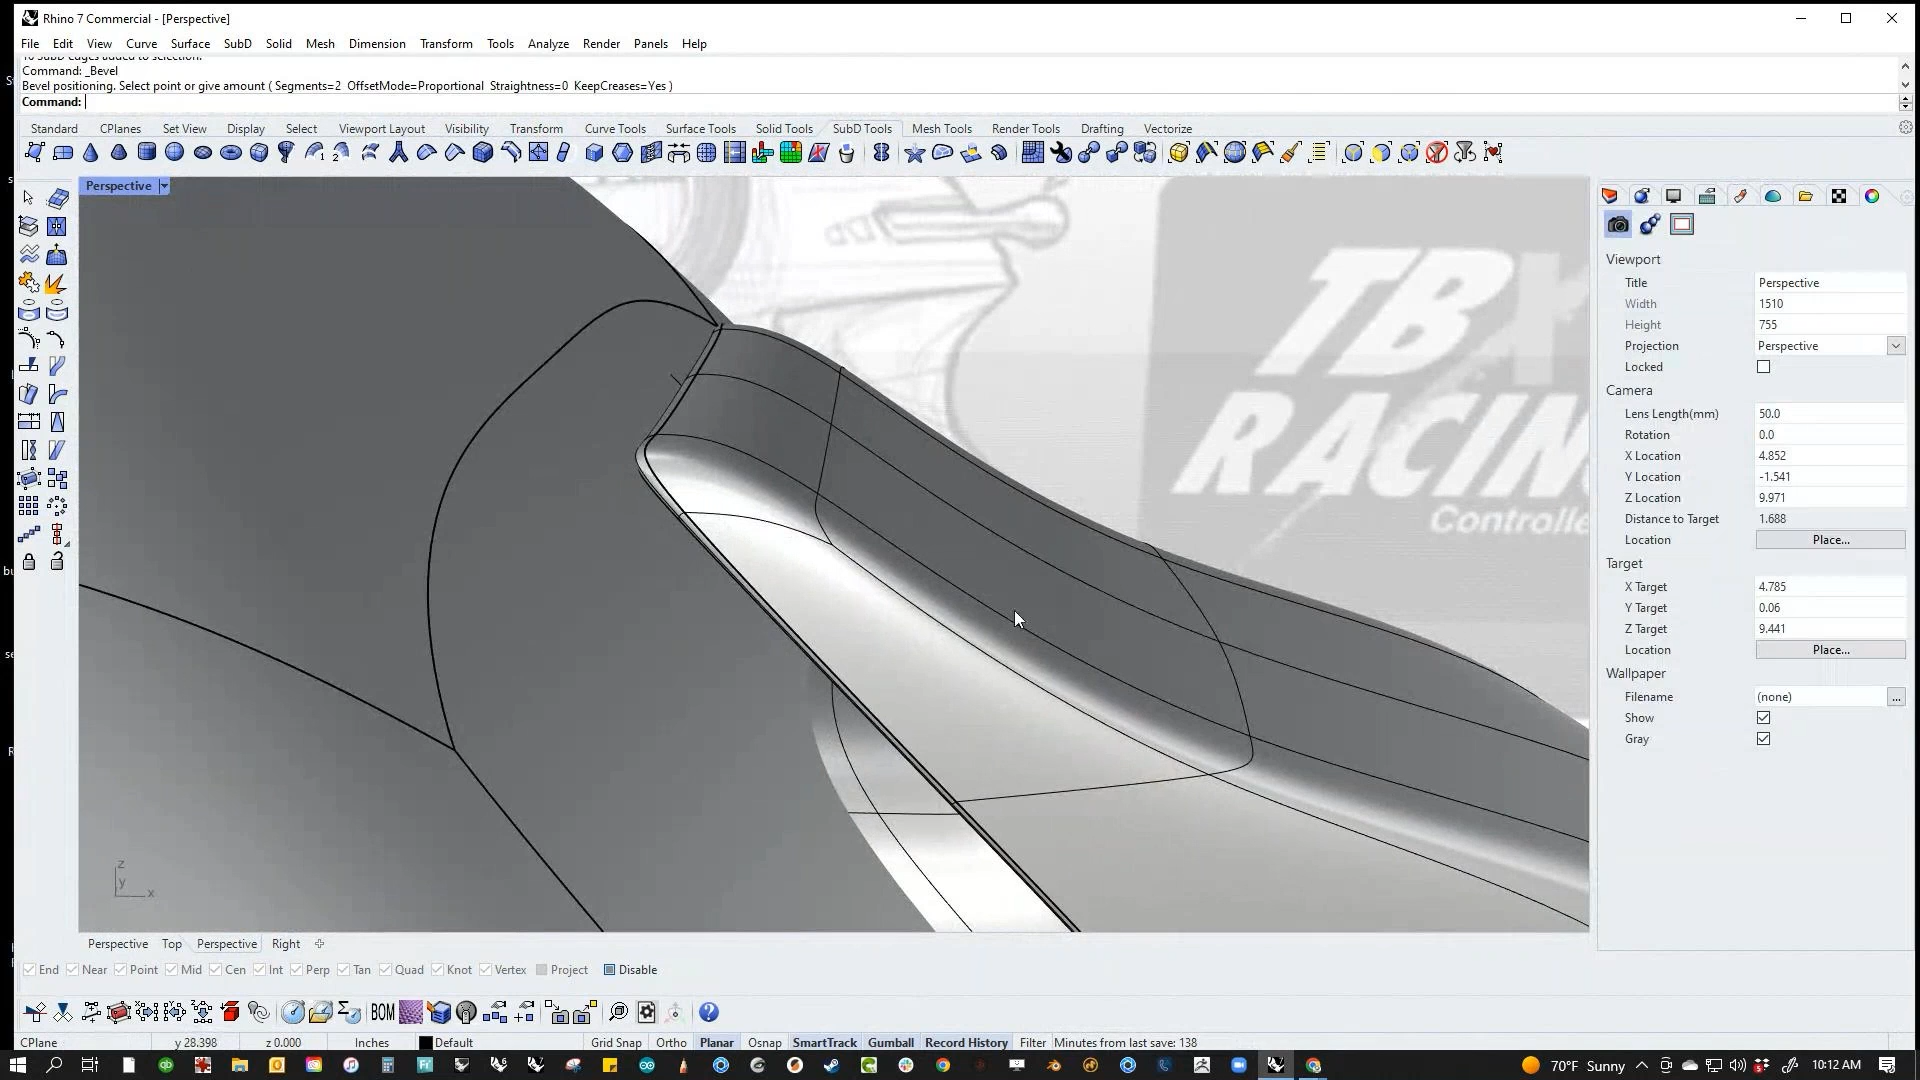 Rhino 7 Commercial - [Perspective]
File Edit View Curve Surface SubD Solid Mesh Dimension Transform Tools Analyze Render Panels Help
16 SubD edges added to selection.
Command: _Bevel
Bevel positioning. Select point or give amount ( Segments=2 OffsetMode=Proportional Straightness=0 KeepCreases=Yes )
Command:
Standard CPlanes Set View Display Select Viewport Layout Visibility Transform Curve Tools Surface Tools Solid Tools SubD Tools Mesh Tools Render Tools Drafting Vectorize
Perspective
TBY
RACING
Controlle
z
y x
Viewport
Title Perspective
Width 1510
Height 755
Projection Perspective
Locked
Camera
Lens Length(mm) 50.0
Rotation 0.0
X Location 4.852
Y Location -1.541
Z Location 9.971
Distance to Target 1.688
Location Place...
Target
X Target 4.785
Y Target 0.06
Z Target 9.441
Location Place...
Wallpaper
Filename (none) ...
Show
Gray
Perspective Top Perspective Right
End Near Point Mid Cen Int Perp Tan Quad Knot Vertex Project Disable
BOM
CPlane y 28.398 z 0.000 Inches Default Grid Snap Ortho Planar Osnap SmartTrack Gumball Record History Filter Minutes from last save: 138
70°F Sunny 10:12 AM